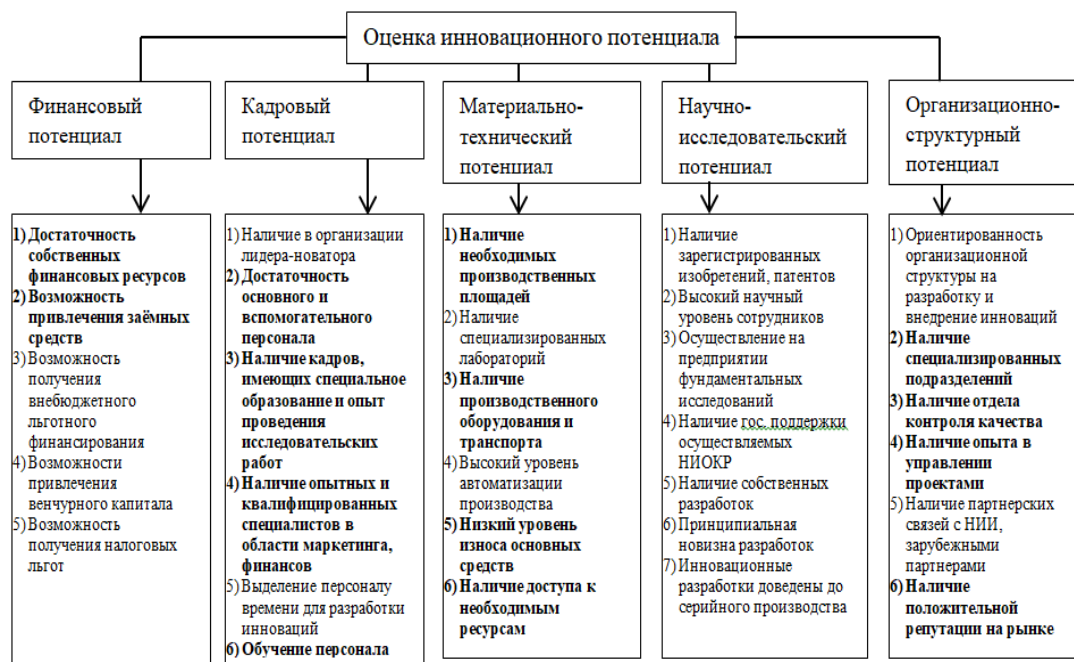 Оценка инновационного потенциала
Финансовый
потенциал
Кадровый
потенциал
Материально-
технический
потенциал
Научно-
исследовательский
потенциал
Организационно-
структурный
потенциал
1) Достаточность
собственных
финансовых ресурсов
2) Возможность
привлечения заёмных
средств
3) Возможность
получения
внебюджетного
льготного
финансирования
4) Возможности
привлечения
венчурного капитала
5) Возможность
получения налоговых
льгот
1) Наличие в организации
лидера-новатора
2) Достаточность
основного и
вспомогательного
персонала
3) Наличие кадров,
имеющих специальное
образование и опыт
проведения
исследовательских
работ
4) Наличие опытных и
квалифицированных
специалистов в
области маркетинга,
финансов
5) Выделение персоналу
времени для разработки
инноваций
6) Обучение персонала
1) Наличие
необходимых
производственных
площадей
2) Наличие
специализированных
лабораторий
3) Наличие
производственного
оборудования и
транспорта
4) Высокий уровень
автоматизации
производства
5) Низкий уровень
износа основных
средств
6) Наличие доступа к
необходимым
ресурсам
1) Наличие
зарегистрированных
изобретений, патентов
2) Высокий научный
уровень сотрудников
3) Осуществление на
предприятии
фундаментальных
исследований
4) Наличие гос. поддержки
осуществляемых
НИОКР
5) Наличие собственных
разработок
6) Принципиальная
новизна разработок
7) Инновационные
разработки доведены до
серийного производства
1) Ориентированность
организационной
структуры на
разработку и
внедрение инноваций
2) Наличие
специализированных
подразделений
3) Наличие отдела
контроля качества
4) Наличие опыта в
управлении
проектами
5) Наличие партнерских
связей с НИИ,
зарубежными
партнерами
6) Наличие
положительной
репутации на рынке